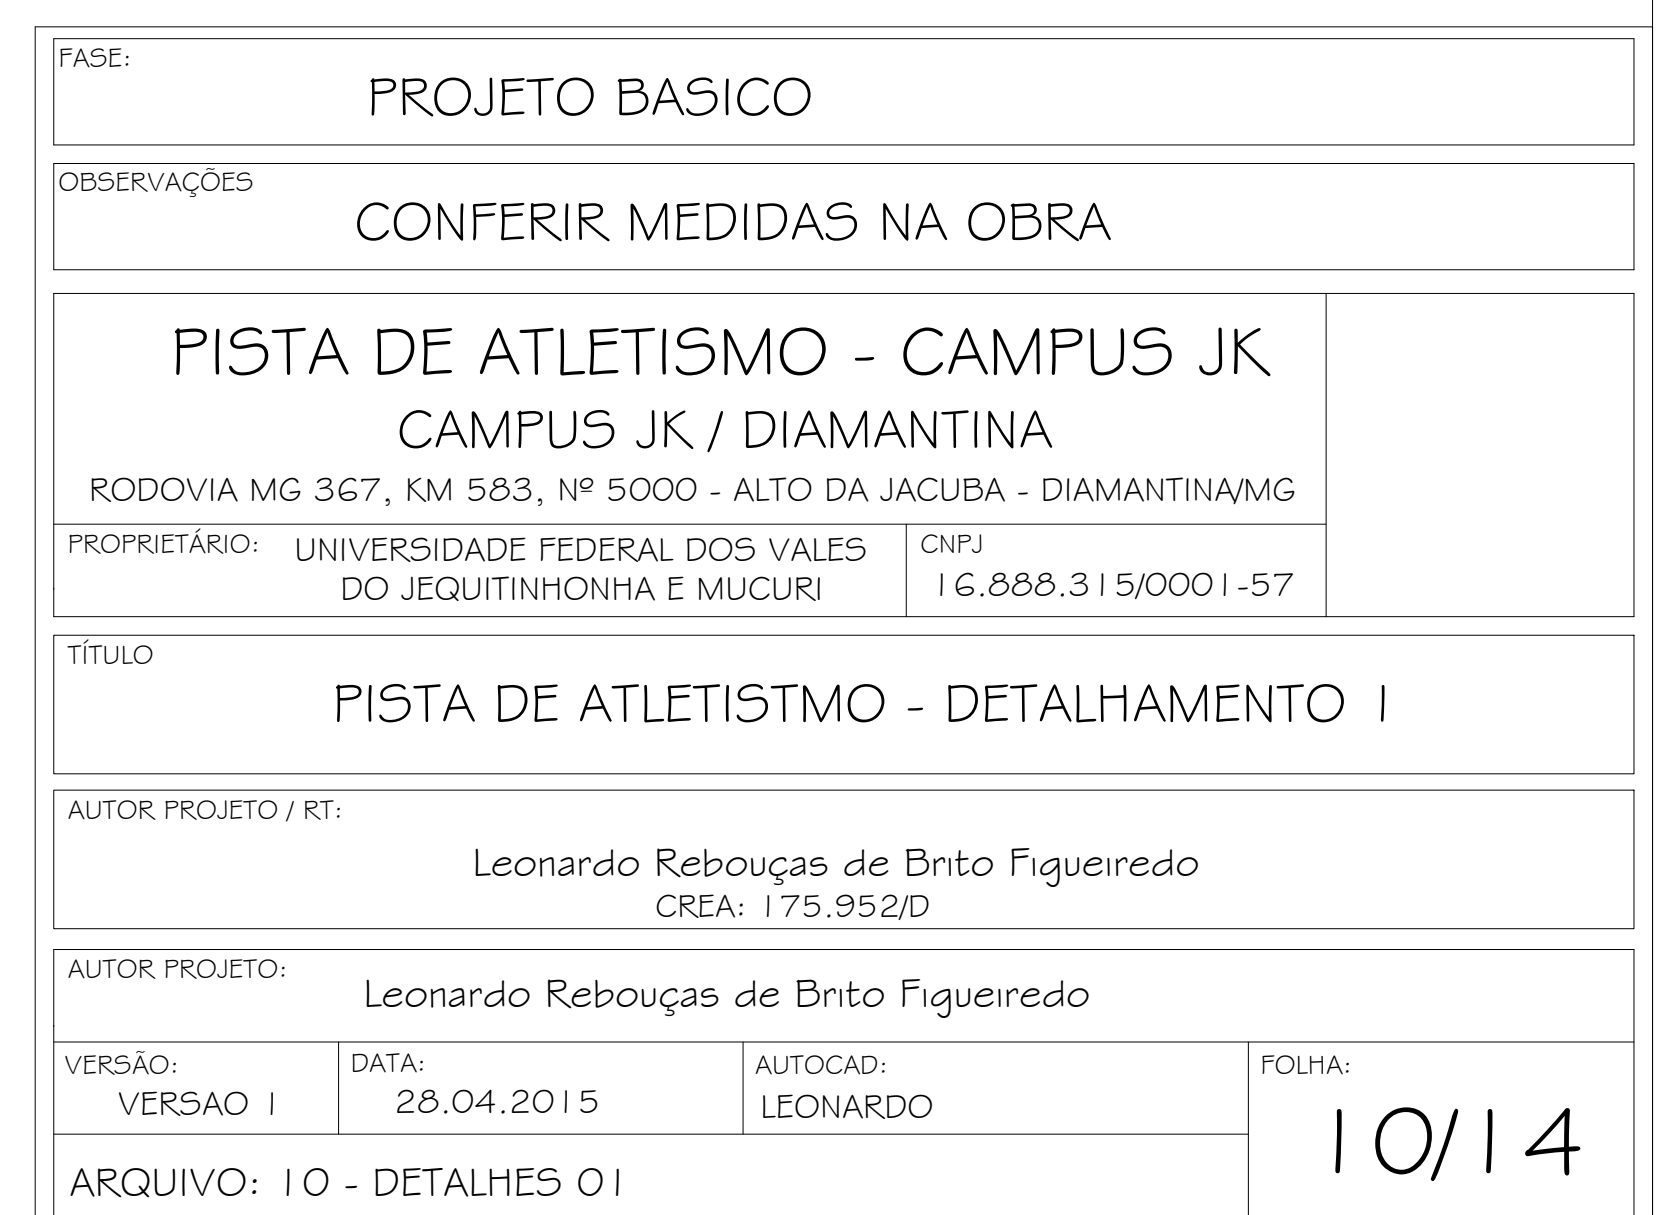 FASE:
PROJETO BASICO
OBSERVAÇÕES
CONFERIR MEDIDAS NA OBRA
PISTA DE ATLETISMO - CAMPUS JK
CAMPUS JK / DIAMANTINA
RODOVIA MG 367, KM 583, Nº 5000 - ALTO DA JACUBA - DIAMANTINA/MG
PROPRIETÁRIO: UNIVERSIDADE FEDERAL DOS VALES
DO JEQUITINHONHA E MUCURI
CNPJ
16.888.315/0001-57
TÍTULO
PISTA DE ATLETISTMO - DETALHAMENTO 1
AUTOR PROJETO / RT:
Leonardo Rebouças de Brito Figueiredo
CREA: 175.952/D
AUTOR PROJETO:
Leonardo Rebouças de Brito Figueiredo
VERSÃO:
VERSAO 1
DATA:
28.04.2015
AUTOCAD:
LEONARDO
FOLHA:
10/14
ARQUIVO: 10 - DETALHES 01